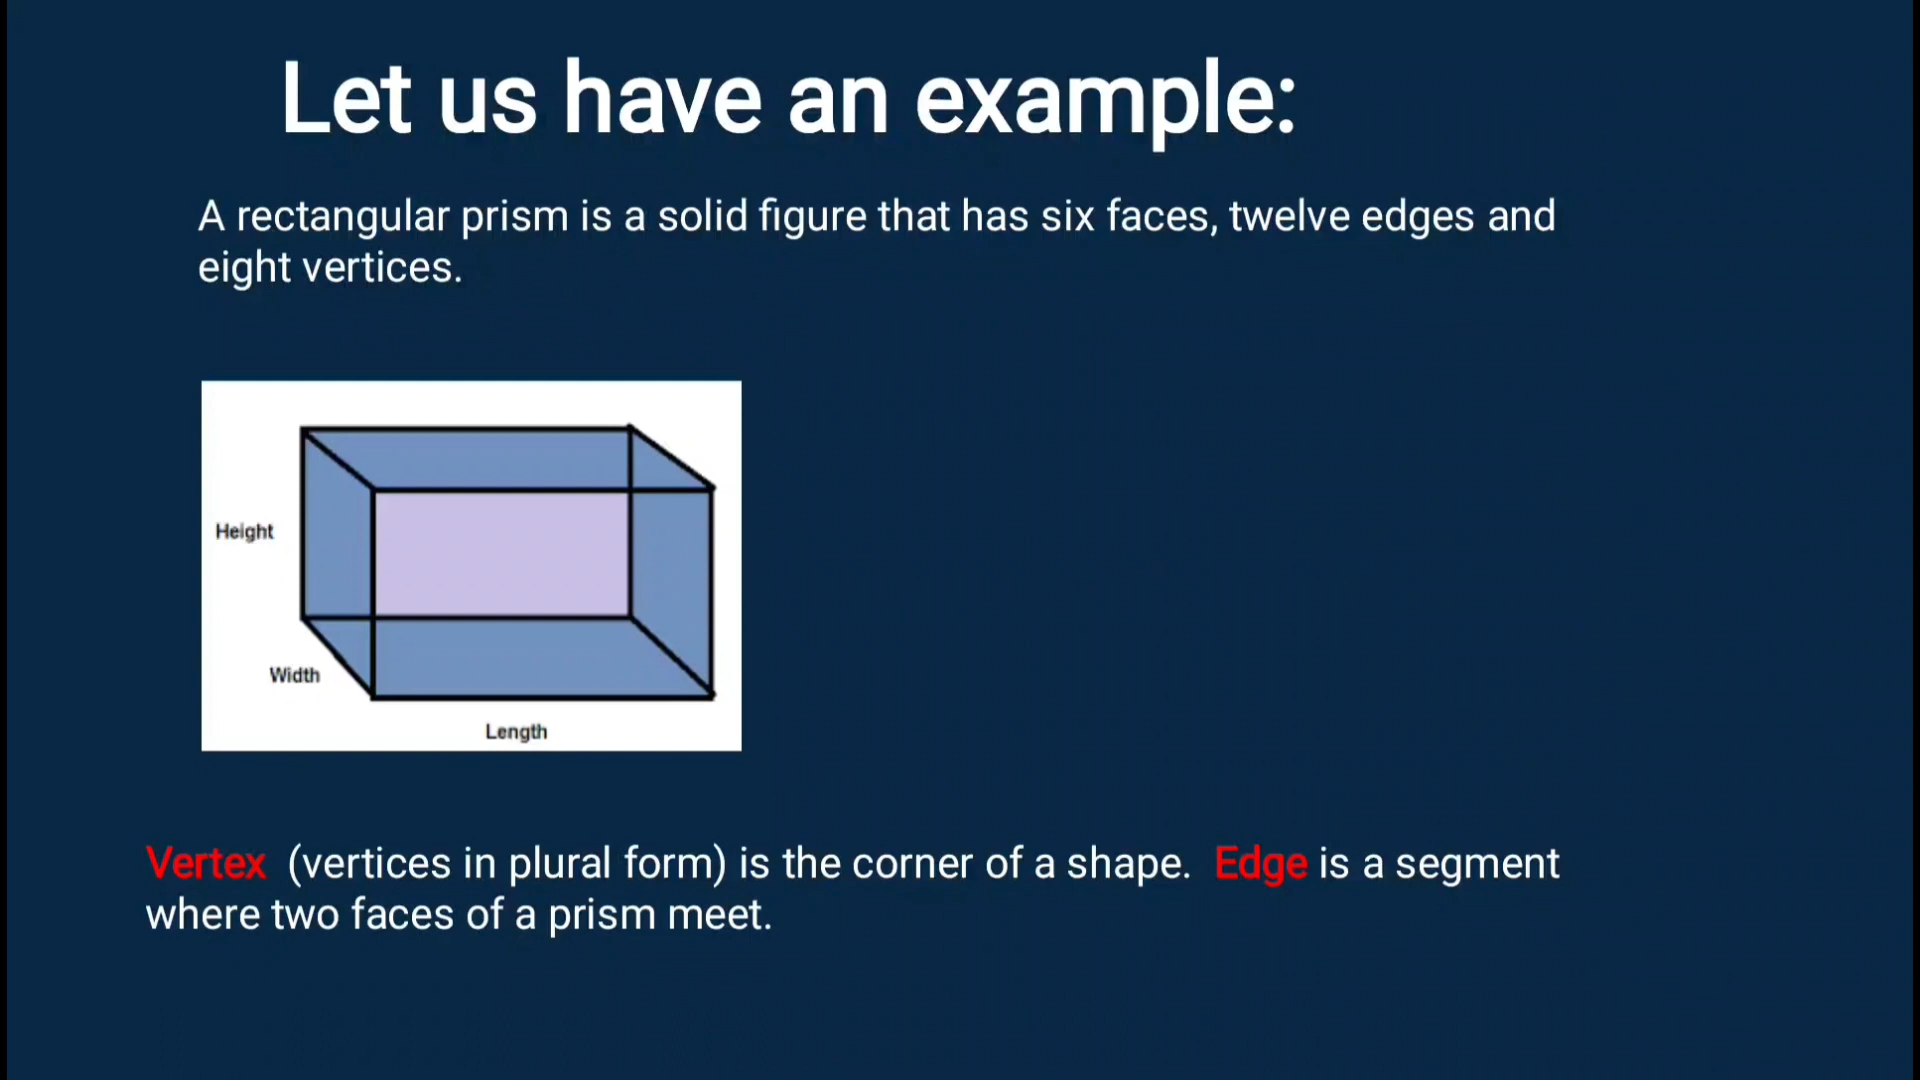 Let us have an example:
A rectangular prism is a solid figure that has six faces, twelve edges and
eight vertices.
Height
Width
Length
Vertex (vertices in plural form) is the corner of a shape. Edge is a segment
where two faces of a prism meet.